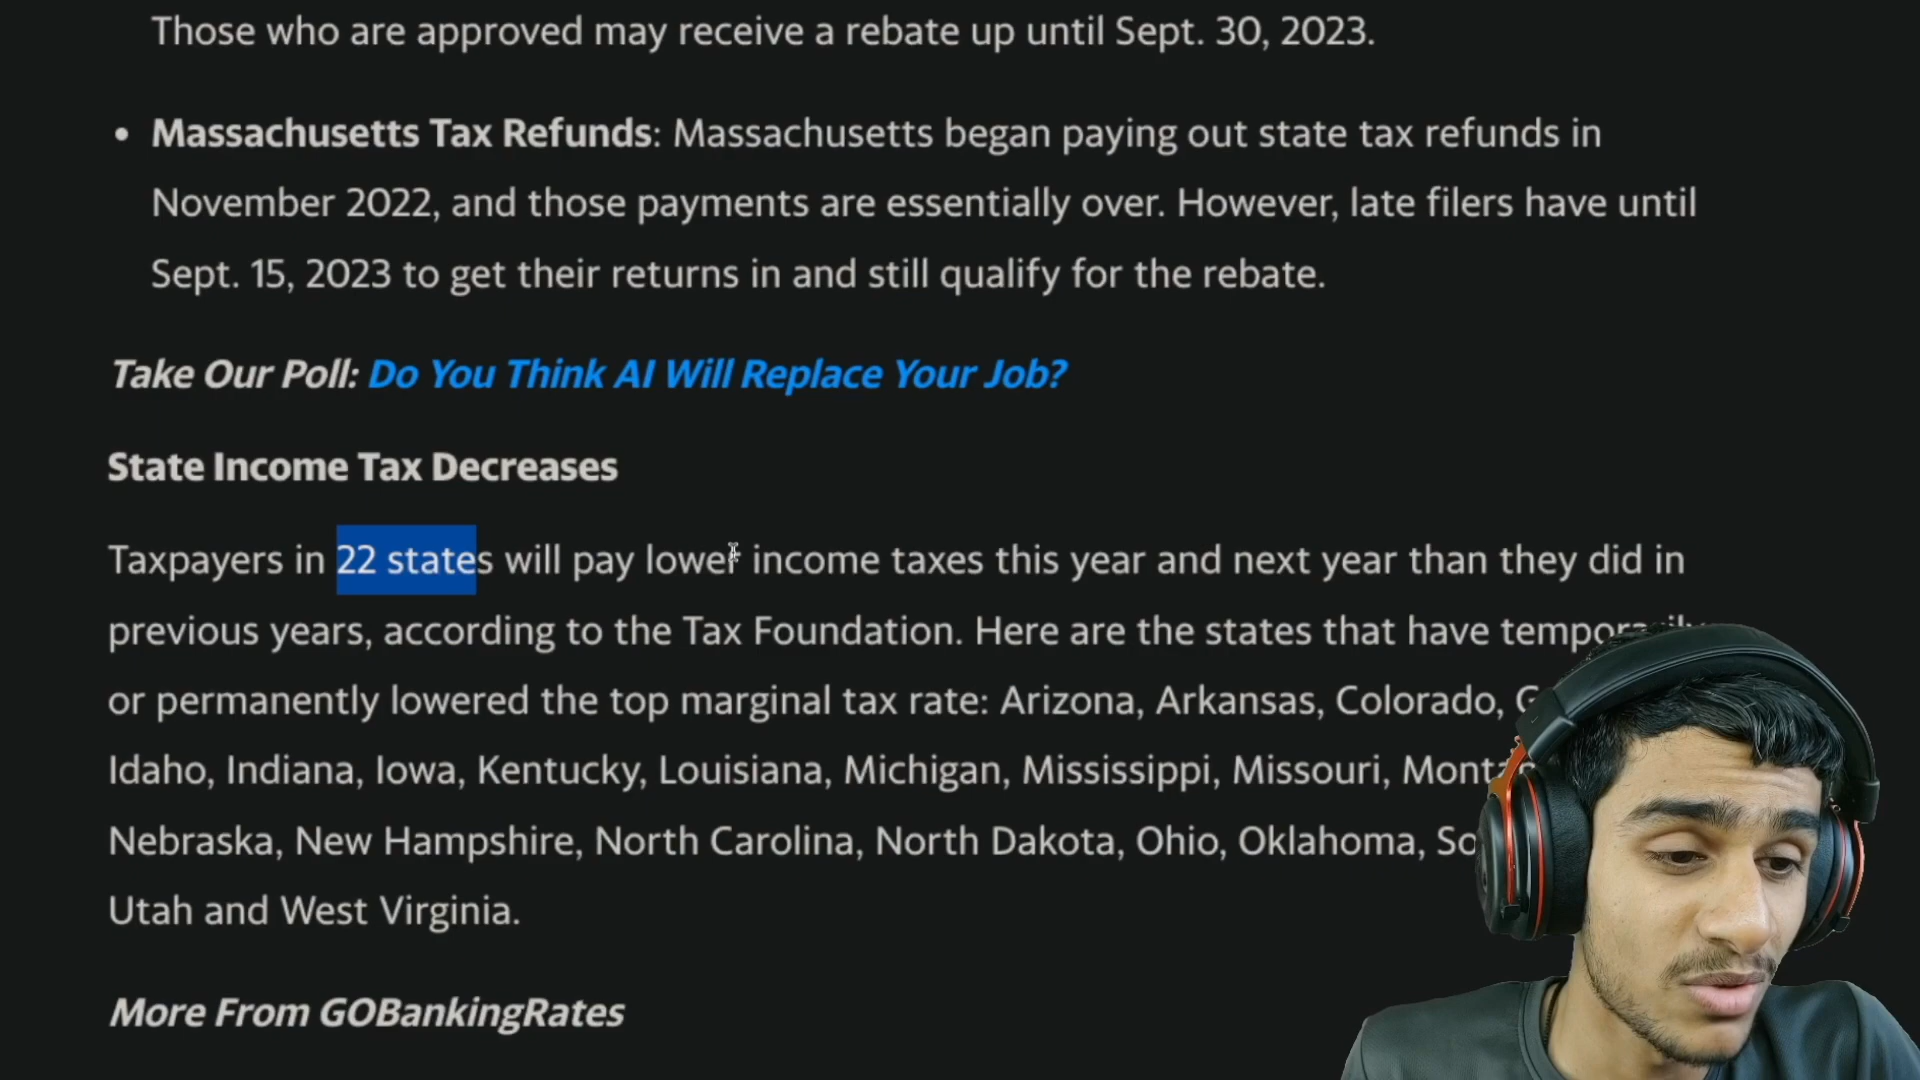 Those who are approved may receive a rebate up until Sept. 30, 2023.
• Massachusetts Tax Refunds: Massachusetts began paying out state tax refunds in
November 2022, and those payments are essentially over. However, late filers have until
Sept. 15, 2023 to get their returns in and still qualify for the rebate.
Take Our Poll: Do You Think AI Will Replace Your Job?
State Income Tax Decreases
Taxpayers in 22 states will pay lower income taxes this year and next year than they did in
previous years, according to the Tax Foundation. Here are the states that have temporarily
or permanently lowered the top marginal tax rate: Arizona, Arkansas, Colorado,
Idaho, Indiana, Iowa, Kentucky, Louisiana, Michigan, Mississippi, Missouri,
Nebraska, New Hampshire, North Carolina, North Dakota, Ohio, Oklahoma,
Utah and West Virginia.
More From GOBankingRates